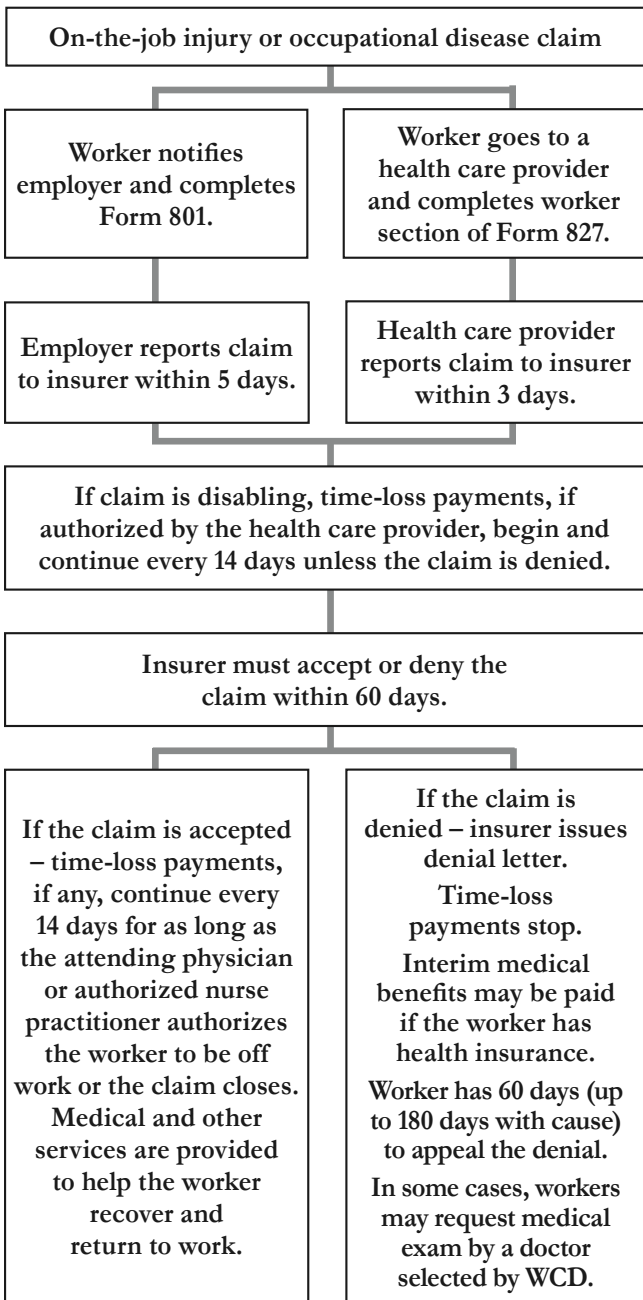 On-the-job injury or occupational disease claim
Worker notifies
employer and completes
Form 801.
Worker goes to a
health care provider
and completes worker
section of Form 827.
Employer reports claim
to insurer within 5 days.
Health care provider
reports claim to insurer
within 3 days.
If claim is disabling, time-loss payments, if
authorized by the health care provider, begin and
continue every 14 days unless the claim is denied.
Insurer must accept or deny the
claim within 60 days.
If the claim is accepted
– time-loss payments,
if any, continue every
14 days for as long as
the attending physician
or authorized nurse
practitioner authorizes
the worker to be off
work or the claim closes.
Medical and other
services are provided
to help the worker
recover and
return to work.
If the claim is
denied – insurer issues
denial letter.
Time-loss
payments stop.
Interim medical
benefits may be paid
if the worker has
health insurance.
Worker has 60 days (up
to 180 days with cause)
to appeal the denial.
In some cases, workers
may request medical
exam by a doctor
selected by WCD.